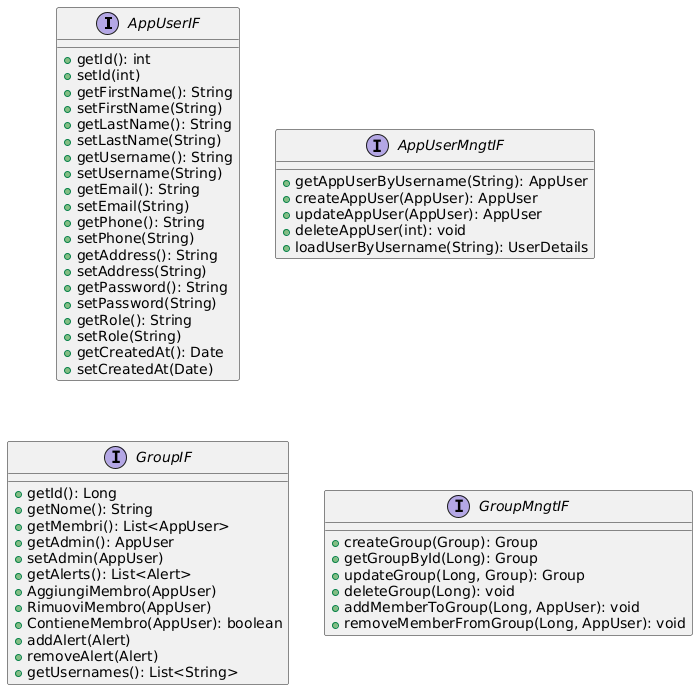 I AppUserIF
getId(): int
setId(int)
getFirstName(): String
setFirstName(String)
getLastName(): String
setLastName(String)
getUsername(): String
setUsername(String)
getEmail(): String
setEmail(String)
getPhone(): String
setPhone(String)
getAddress(): String
setAddress(String)
getPassword(): String
setPassword(String)
getRole(): String
setRole(String)
getCreatedAt(): Date
setCreatedAt(Date)
I AppUserMngtIF
getAppUserByUsername(String): AppUser
createAppUser(AppUser): AppUser
updateAppUser(AppUser): AppUser
deleteAppUser(int): void
loadUserByUsername(String): UserDetails
I GroupIF
getId(): Long
getNome(): String
getMembri(): List<AppUser>
getAdmin(): AppUser
setAdmin(AppUser)
getAlerts(): List<Alert>
AggiungiMembro(AppUser)
RimuoviMembro(AppUser)
ContieneMembro(AppUser): boolean
addAlert(Alert)
removeAlert(Alert)
getUsernames(): List<String>
I GroupMngtIF
createGroup(Group): Group
getGroupById(Long): Group
updateGroup(Long, Group): Group
deleteGroup(Long): void
addMemberToGroup(Long, AppUser): void
removeMemberFromGroup(Long, AppUser): void